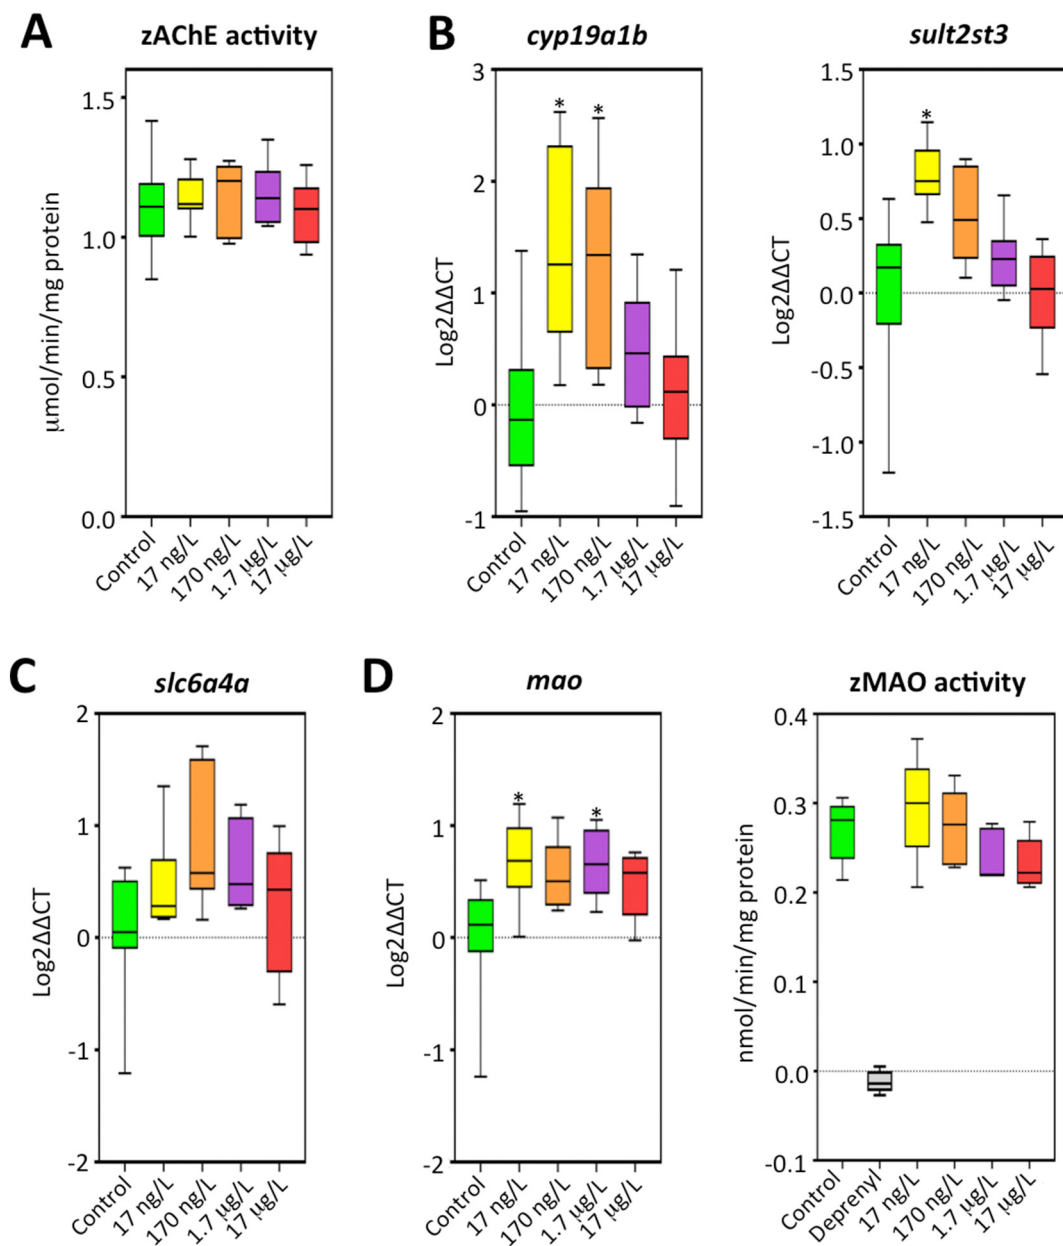 A
zAChE activity
B
cyp19a1b
sult2st3
μmol/min/mg protein
1.5
1.0
0.5
0.0
Control
17 ng/L
170 ng/L
1.7 μg/L
17 μg/L
Log2ΔΔCT
3
2
1
0
-1
*
*
Control
17 ng/L
170 ng/L
1.7 μg/L
17 μg/L
Log2ΔΔCT
1.5
1.0
0.5
0.0
-0.5
-1.0
-1.5
*
Control
17 ng/L
170 ng/L
1.7 μg/L
17 μg/L
C
slc6a4a
D
mao
zMAO activity
Log2ΔΔCT
2
1
0
-1
-2
Control
17 ng/L
170 ng/L
1.7 μg/L
17 μg/L
Log2ΔΔCT
2
1
0
-1
-2
*
*
Control
17 ng/L
170 ng/L
1.7 μg/L
17 μg/L
nmol/min/mg protein
0.4
0.3
0.2
0.1
0.0
-0.1
Control
Deprenyl
17 ng/L
170 ng/L
1.7 μg/L
17 μg/L